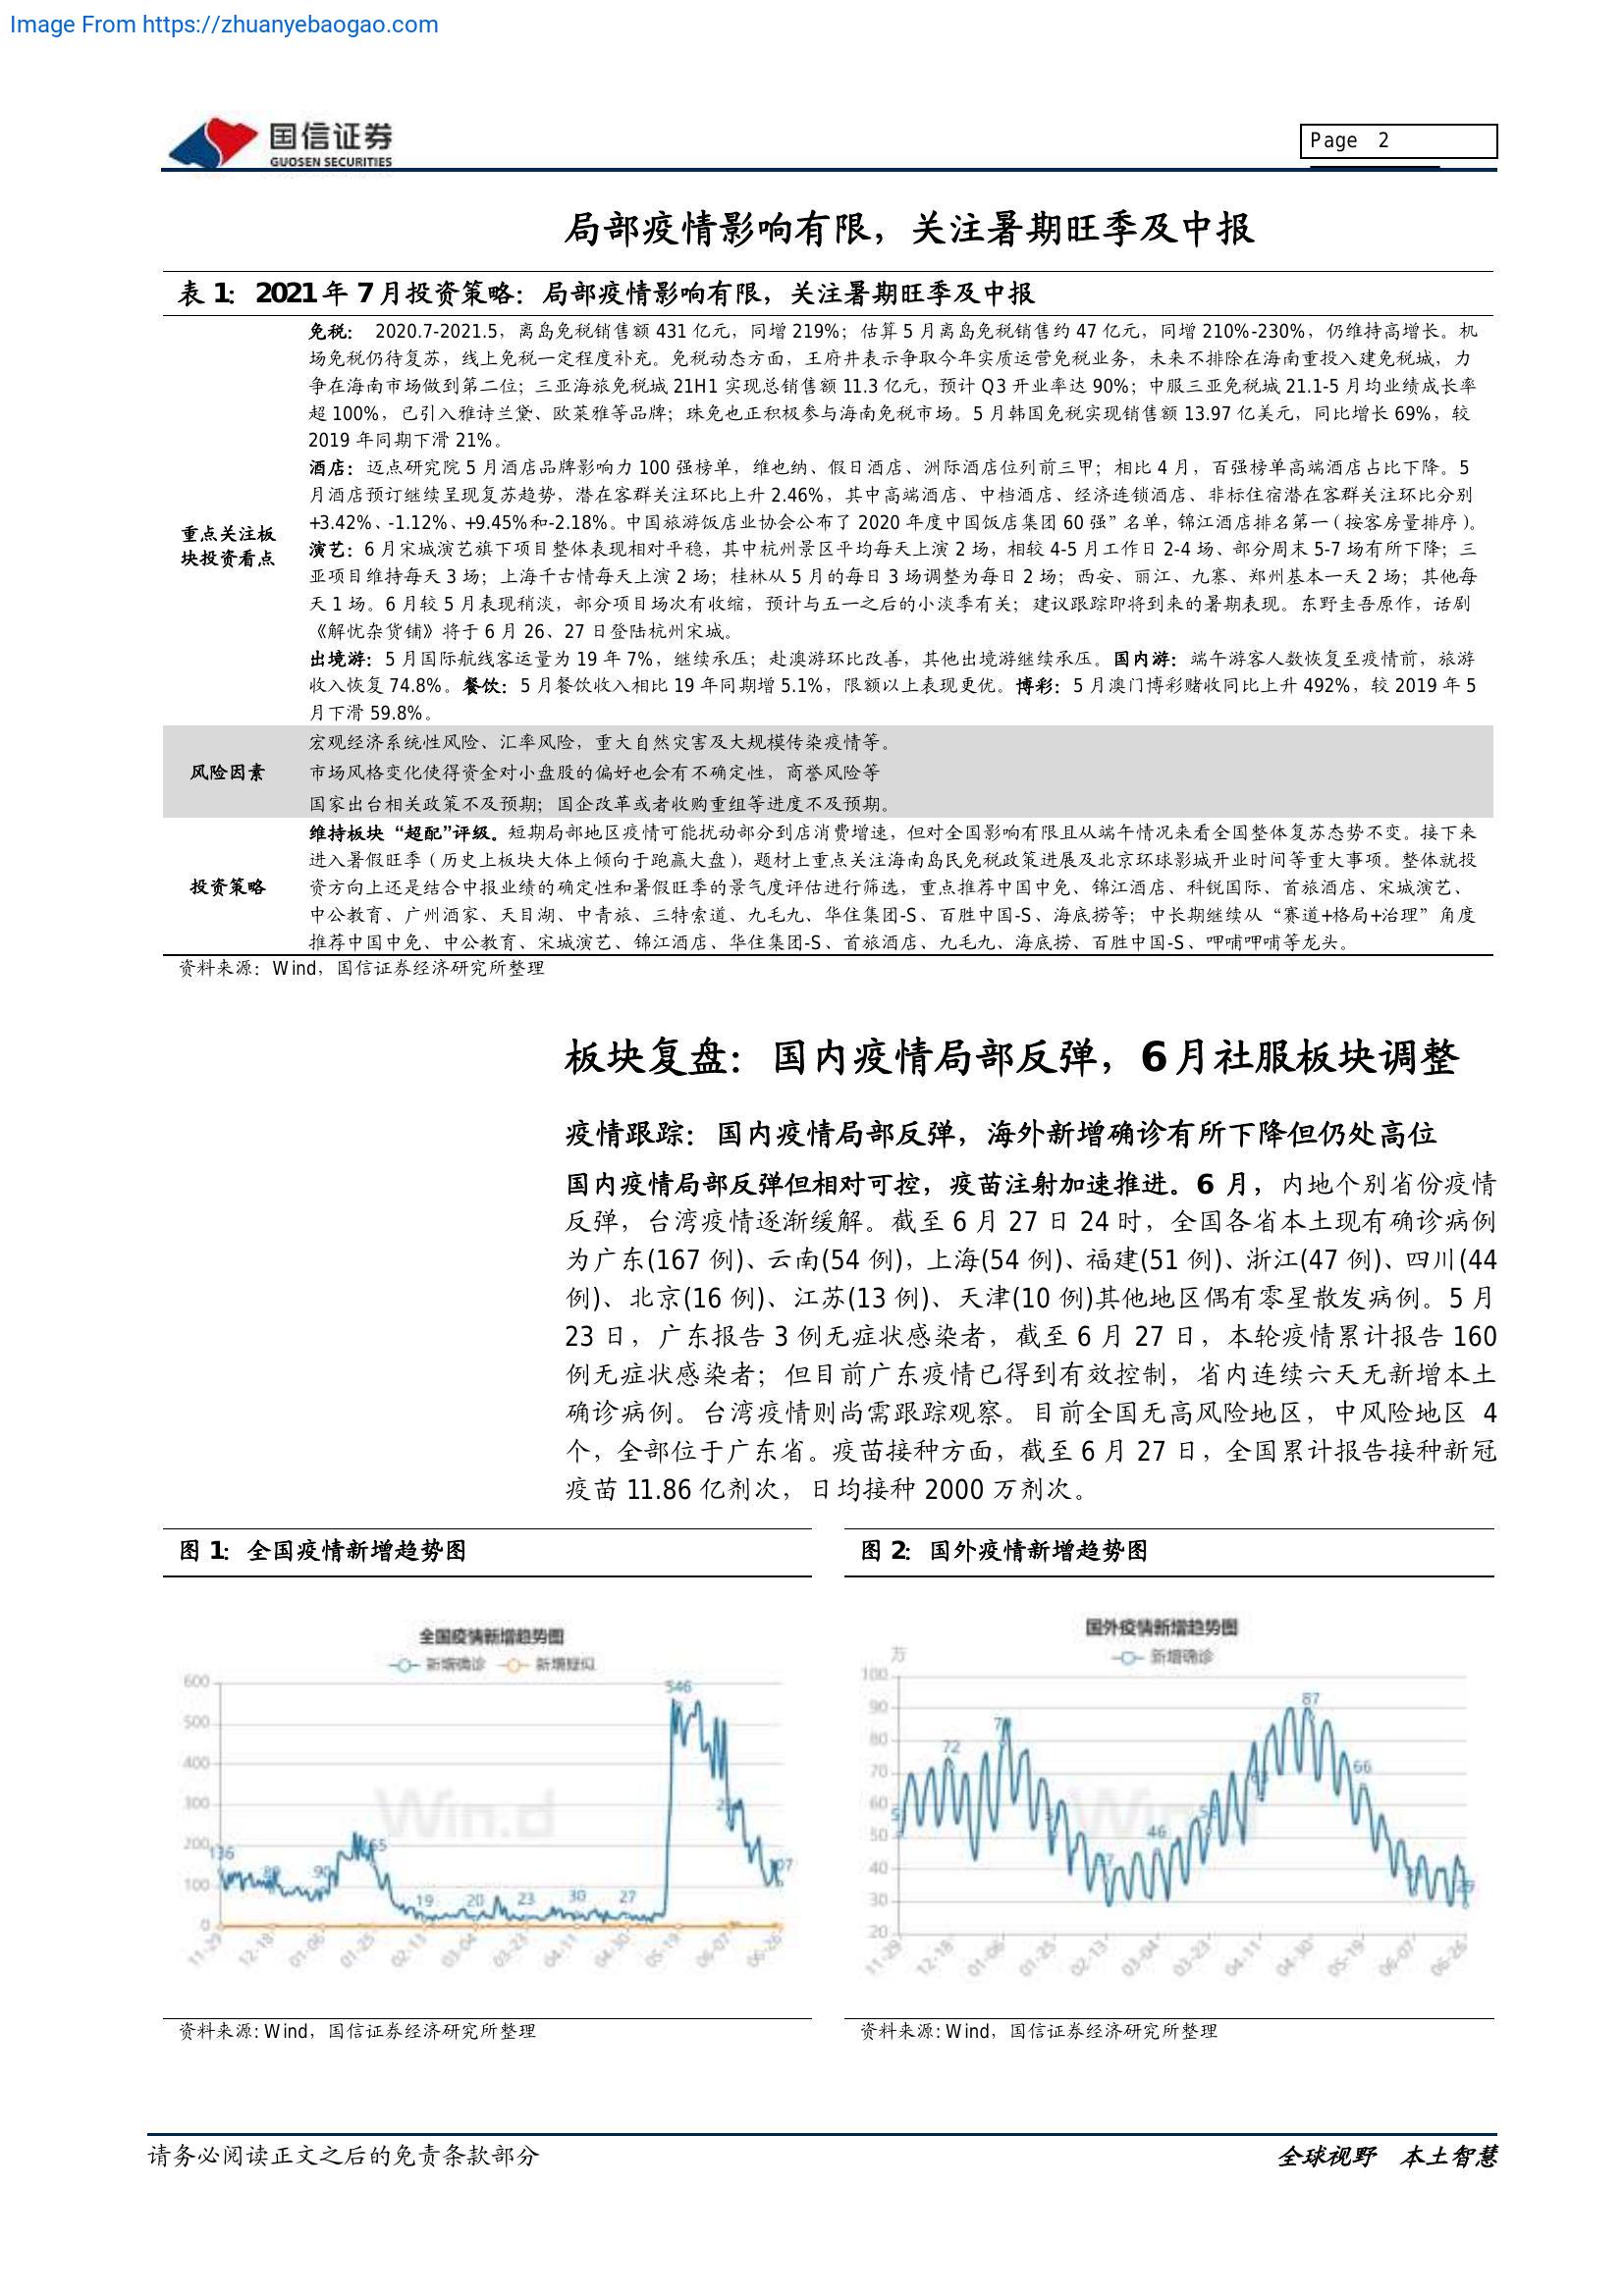 Image From https://zhuanyebaogao.com
国信证券
GUOSEN SECURITIES
Page 2
局部疫情影响有限，关注暑期旺季及中报
表 1：2021 年 7 月投资策略：局部疫情影响有限，关注暑期旺季及中报
重点关注板
块投资看点
免税： 2020.7-2021.5，离岛免税销售额 431 亿元，同增 219%；估算 5 月离岛免税销售约 47 亿元，同增 210%-230%，仍维持高增长。机
场免税仍待复苏，线上免税一定程度补充。免税动态方面，王府井表示争取今年实质运营免税业务，未来不排除在海南重投入建免税城，力
争在海南市场做到第二位；三亚海旅免税城 21H1 实现总销售额 11.3 亿元，预计 Q3 开业率达 90%；中服三亚免税城 21.1-5 月均业绩成长率
超 100%，已引入雅诗兰黛、欧莱雅等品牌；珠免也正积极参与海南免税市场。5 月韩国免税实现销售额 13.97 亿美元，同比增长 69%，较
2019 年同期下滑 21%。
酒店：迈点研究院 5 月酒店品牌影响力 100 强榜单，维也纳、假日酒店、洲际酒店位列前三甲；相比 4 月，百强榜单高端酒店占比下降。5
月酒店预订继续呈现复苏趋势，潜在客群关注环比上升 2.46%，其中高端酒店、中档酒店、经济连锁酒店、非标住宿潜在客群关注环比分别
+3.42%、-1.12%、+9.45%和-2.18%。中国旅游饭店业协会公布了 2020 年度中国饭店集团 60 强”名单，锦江酒店排名第一（按客房量排序）。
演艺：6 月宋城演艺旗下项目整体表现相对平稳，其中杭州景区平均每天上演 2 场，相较 4-5 月工作日 2-4 场、部分周末 5-7 场有所下降；三
亚项目维持每天 3 场；上海千古情每天上演 2 场；桂林从 5 月的每日 3 场调整为每日 2 场；西安、丽江、九寨、郑州基本一天 2 场；其他每
天 1 场。6 月较 5 月表现稍淡，部分项目场次有收缩，预计与五一之后的小淡季有关；建议跟踪即将到来的暑期表现。东野圭吾原作，话剧
《解忧杂货铺》将于 6 月 26、27 日登陆杭州宋城。
出境游：5 月国际航线客运量为 19 年 7%，继续承压；赴澳游环比改善，其他出境游继续承压。国内游：端午游客人数恢复至疫情前，旅游
收入恢复 74.8%。餐饮：5 月餐饮收入相比 19 年同期增 5.1%，限额以上表现更优。博彩：5 月澳门博彩赌收同比上升 492%，较 2019 年 5
月下滑 59.8%。
风险因素
宏观经济系统性风险、汇率风险，重大自然灾害及大规模传染疫情等。
市场风格变化使得资金对小盘股的偏好也会有不确定性，商誉风险等
国家出台相关政策不及预期；国企改革或者收购重组等进度不及预期。
投资策略
维持板块 “超配”评级。短期局部地区疫情可能扰动部分到店消费增速，但对全国影响有限且从端午情况来看全国整体复苏态势不变。接下来
进入暑假旺季（历史上板块大体上倾向于跑赢大盘），题材上重点关注海南岛民免税政策进展及北京环球影城开业时间等重大事项。整体就投
资方向上还是结合中报业绩的确定性和暑假旺季的景气度评估进行筛选，重点推荐中国中免、锦江酒店、科锐国际、首旅酒店、宋城演艺、
中公教育、广州酒家、天目湖、中青旅、三特索道、九毛九、华住集团-S、百胜中国-S、海底捞等；中长期继续从 “赛道+格局+治理” 角度
推荐中国中免、中公教育、宋城演艺、锦江酒店、华住集团-S、首旅酒店、九毛九、海底捞、百胜中国-S、呷哺呷哺等龙头。
资料来源：Wind，国信证券经济研究所整理
板块复盘：国内疫情局部反弹，6 月社服板块调整
疫情跟踪：国内疫情局部反弹，海外新增确诊有所下降但仍处高位
国内疫情局部反弹但相对可控，疫苗注射加速推进。6 月，内地个别省份疫情
反弹，台湾疫情逐渐缓解。截至 6 月 27 日 24 时，全国各省本土现有确诊病例
为广东(167 例)、云南(54 例)，上海(54 例)、福建(51 例)、浙江(47 例)、四川(44
例)、北京(16 例)、江苏(13 例)、天津(10 例)其他地区偶有零星散发病例。5 月
23 日，广东报告 3 例无症状感染者，截至 6 月 27 日，本轮疫情累计报告 160
例无症状感染者；但目前广东疫情已得到有效控制，省内连续六天无新增本土
确诊病例。台湾疫情则尚需跟踪观察。目前全国无高风险地区，中风险地区 4
个，全部位于广东省。疫苗接种方面，截至 6 月 27 日，全国累计报告接种新冠
疫苗 11.86 亿剂次，日均接种 2000 万剂次。
图 1：全国疫情新增趋势图
全国疫情新增趋势图
新增确诊 新增疑似
600
500
400
300
200
100
0
136 90 19 20 23 30 27 546
11-29 12-18 01-06 01-25 02-13 03-04 03-23 04-11 04-30 05-19 06-07 06-26
Win.d
资料来源: Wind，国信证券经济研究所整理
图 2：国外疫情新增趋势图
国外疫情新增趋势图
新增确诊
万
100
90
80
70
60
50
40
30
20
72 46 87 66
11-29 12-18 01-06 01-25 02-13 03-04 03-23 04-11 04-30 05-19 06-07 06-26
资料来源: Wind，国信证券经济研究所整理
请务必阅读正文之后的免责条款部分
全球视野 本土智慧